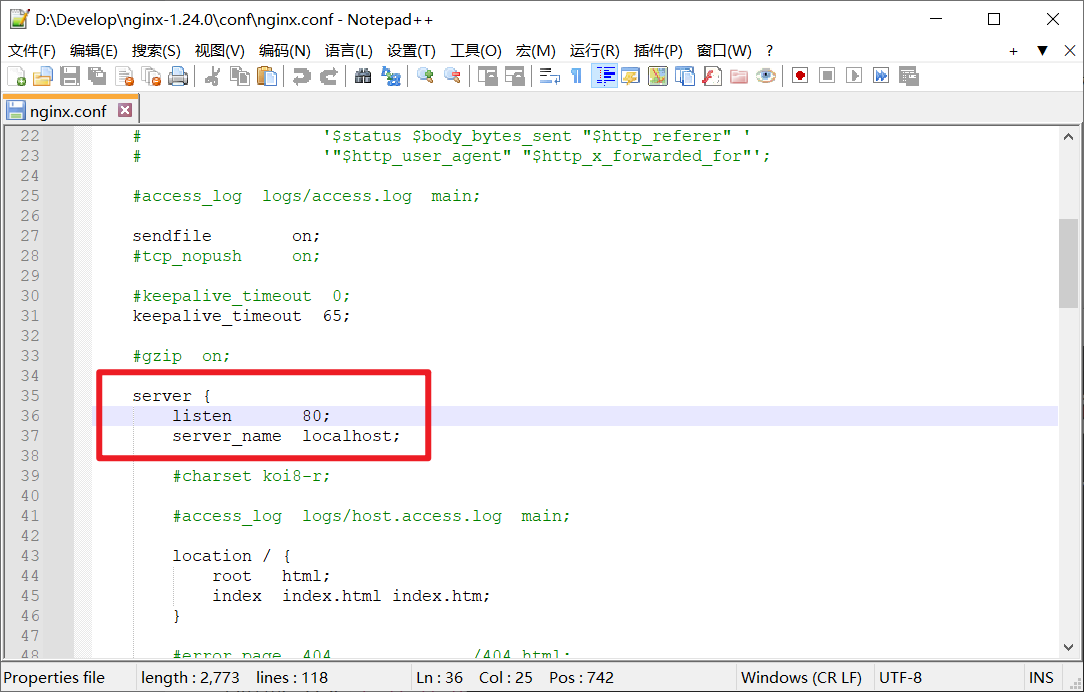 D:\Develop\nginx-1.24.0\conf\nginx.conf - Notepad++
文件(F) 编辑(E) 搜索(S) 视图(V) 编码(N) 语言(L) 设置(T) 工具(O) 宏(M) 运行(R) 插件(P) 窗口(W) ? + ▼ X
nginx.conf
22 # '$status $body_bytes_sent "$http_referer" '
23 # '"$http_user_agent" "$http_x_forwarded_for"';
24
25 #access_log logs/access.log main;
26
27 sendfile on;
28 #tcp_nopush on;
29
30 #keepalive_timeout 0;
31 keepalive_timeout 65;
32
33 #gzip on;
34
35 server {
36 listen 80;
37 server_name localhost;
38
39 #charset koi8-r;
40
41 #access_log logs/host.access.log main;
42
43 location / {
44 root html;
45 index index.html index.htm;
46 }
47
48 #error_page 404 /404.html;
Properties file length : 2,773 lines : 118 Ln : 36 Col : 25 Pos : 742 Windows (CR LF) UTF-8 INS